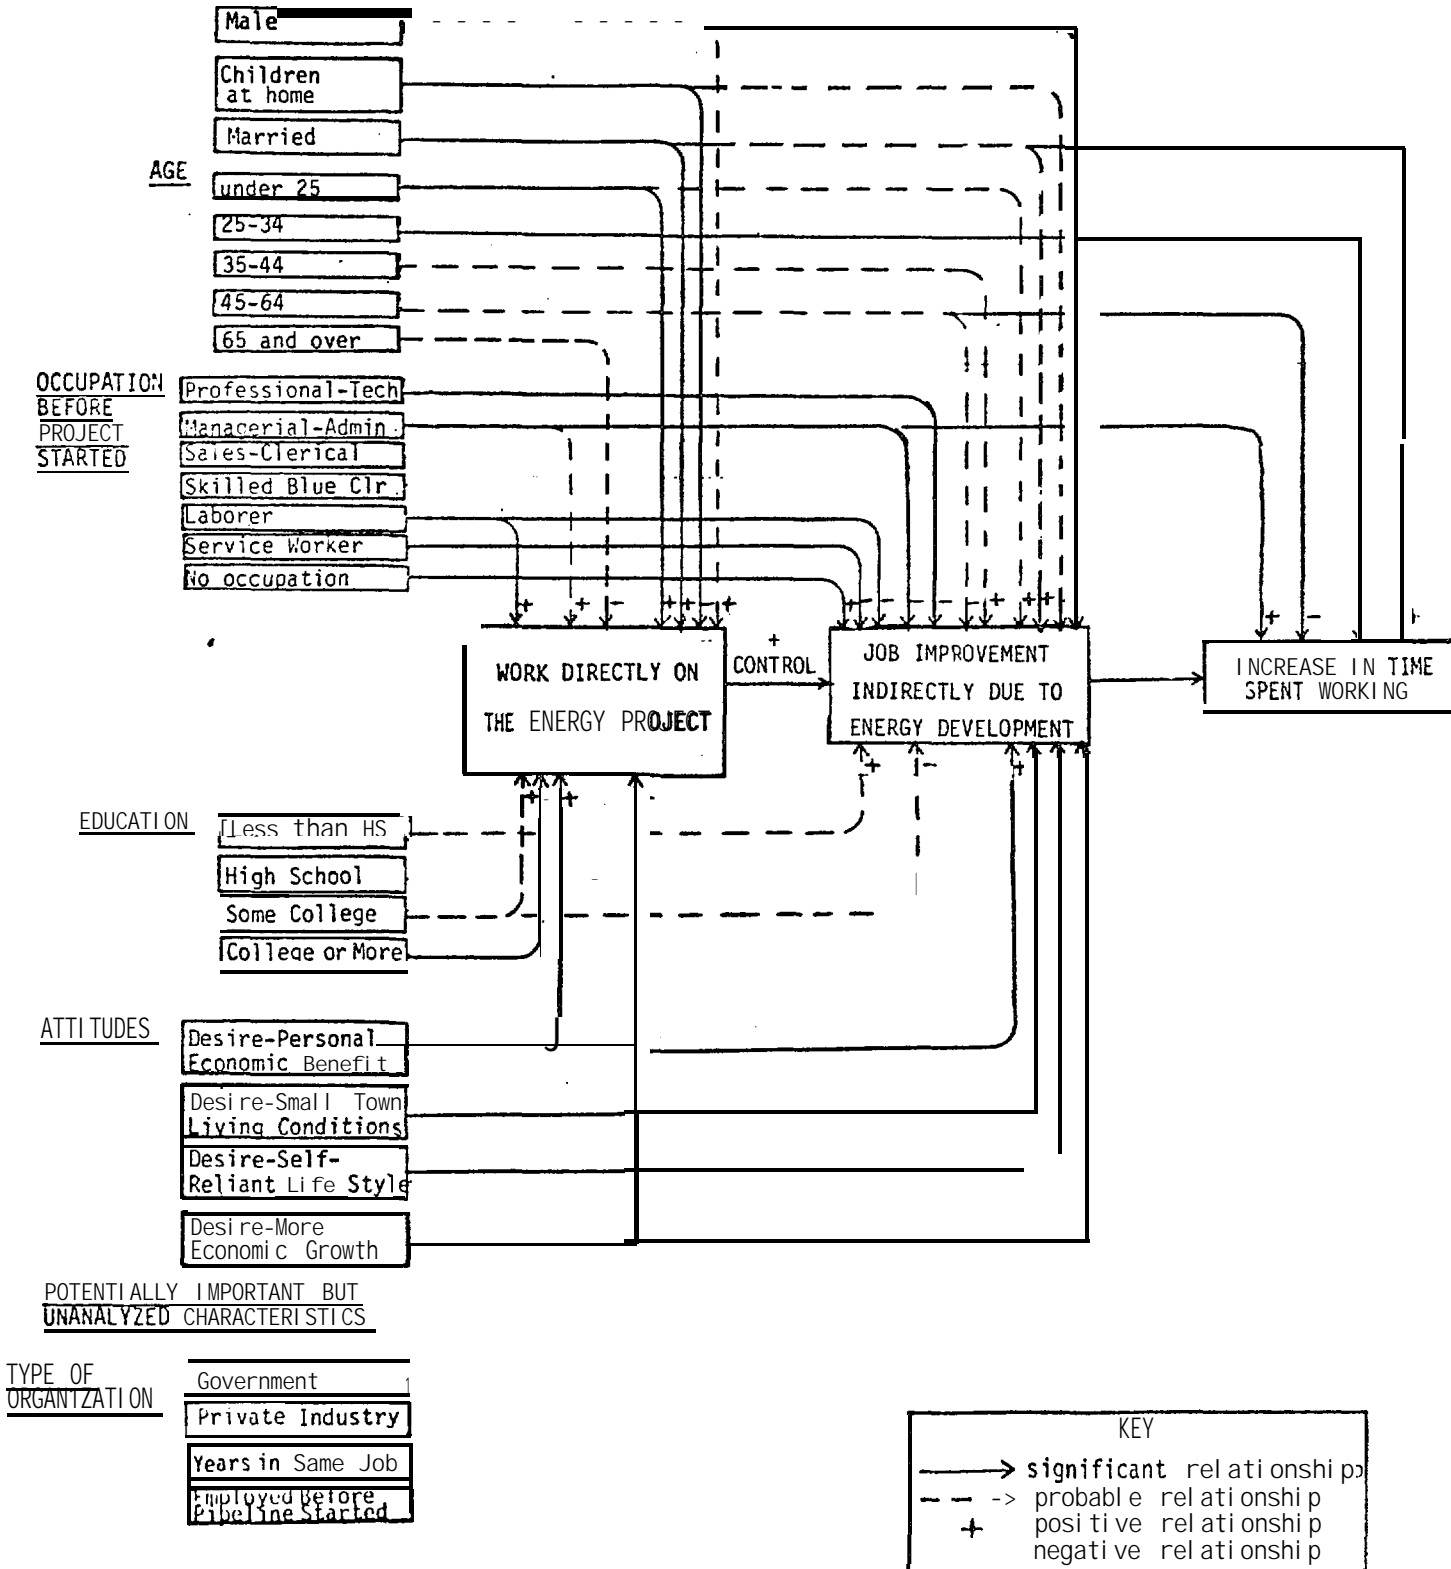 Male
Children
at home
Married
AGE
under 25
25-34
35-44
45-64
65 and over
OCCUPATION
BEFORE
PROJECT
STARTED
Professional-Tech
Managerial-Admin.
Sales-Clerical
Skilled Blue Clr.
Laborer
Service Worker
No occupation
+ + - + + - + + - - - - - + + + + -
WORK DIRECTLY ON
THE ENERGY PROJECT
+
CONTROL
JOB IMPROVEMENT
INDIRECTLY DUE TO
ENERGY DEVELOPMENT
INCREASE IN TIME
SPENT WORKING
+ + + - +
EDUCATION
Less than HS
High School
Some College
College or More
ATTITUDES
Desire-Personal
Economic Benefit
Desire-Small Town
Living Conditions
Desire-Self-
Reliant Life Style
Desire-More
Economic Growth
POTENTIALLY IMPORTANT BUT
UNANALYZED CHARACTERISTICS
TYPE OF
ORGANTZATION
Government
Private Industry
Years in Same Job
Employed Before
Pipeline Started
KEY
significant relationship
probable relationship
+ positive relationship
negative relationship